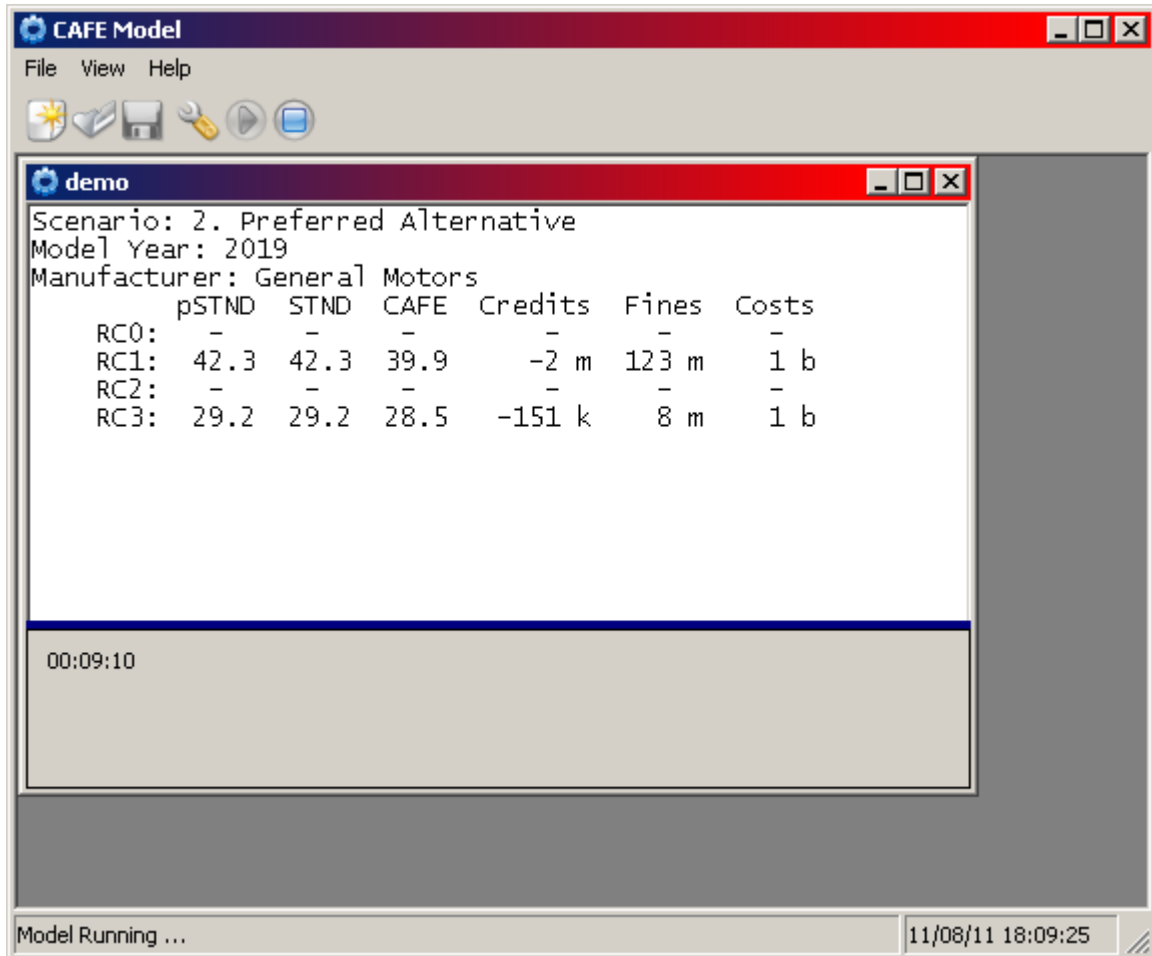 CAFE Model
File View Help
demo
Scenario: 2. Preferred Alternative
Model Year: 2019
Manufacturer: General Motors
pSTND STND CAFE Credits Fines Costs
RC0: - - - - - -
RC1: 42.3 42.3 39.9 -2 m 123 m 1 b
RC2: - - - - - -
RC3: 29.2 29.2 28.5 -151 k 8 m 1 b
00:09:10
Model Running ... 11/08/11 18:09:25